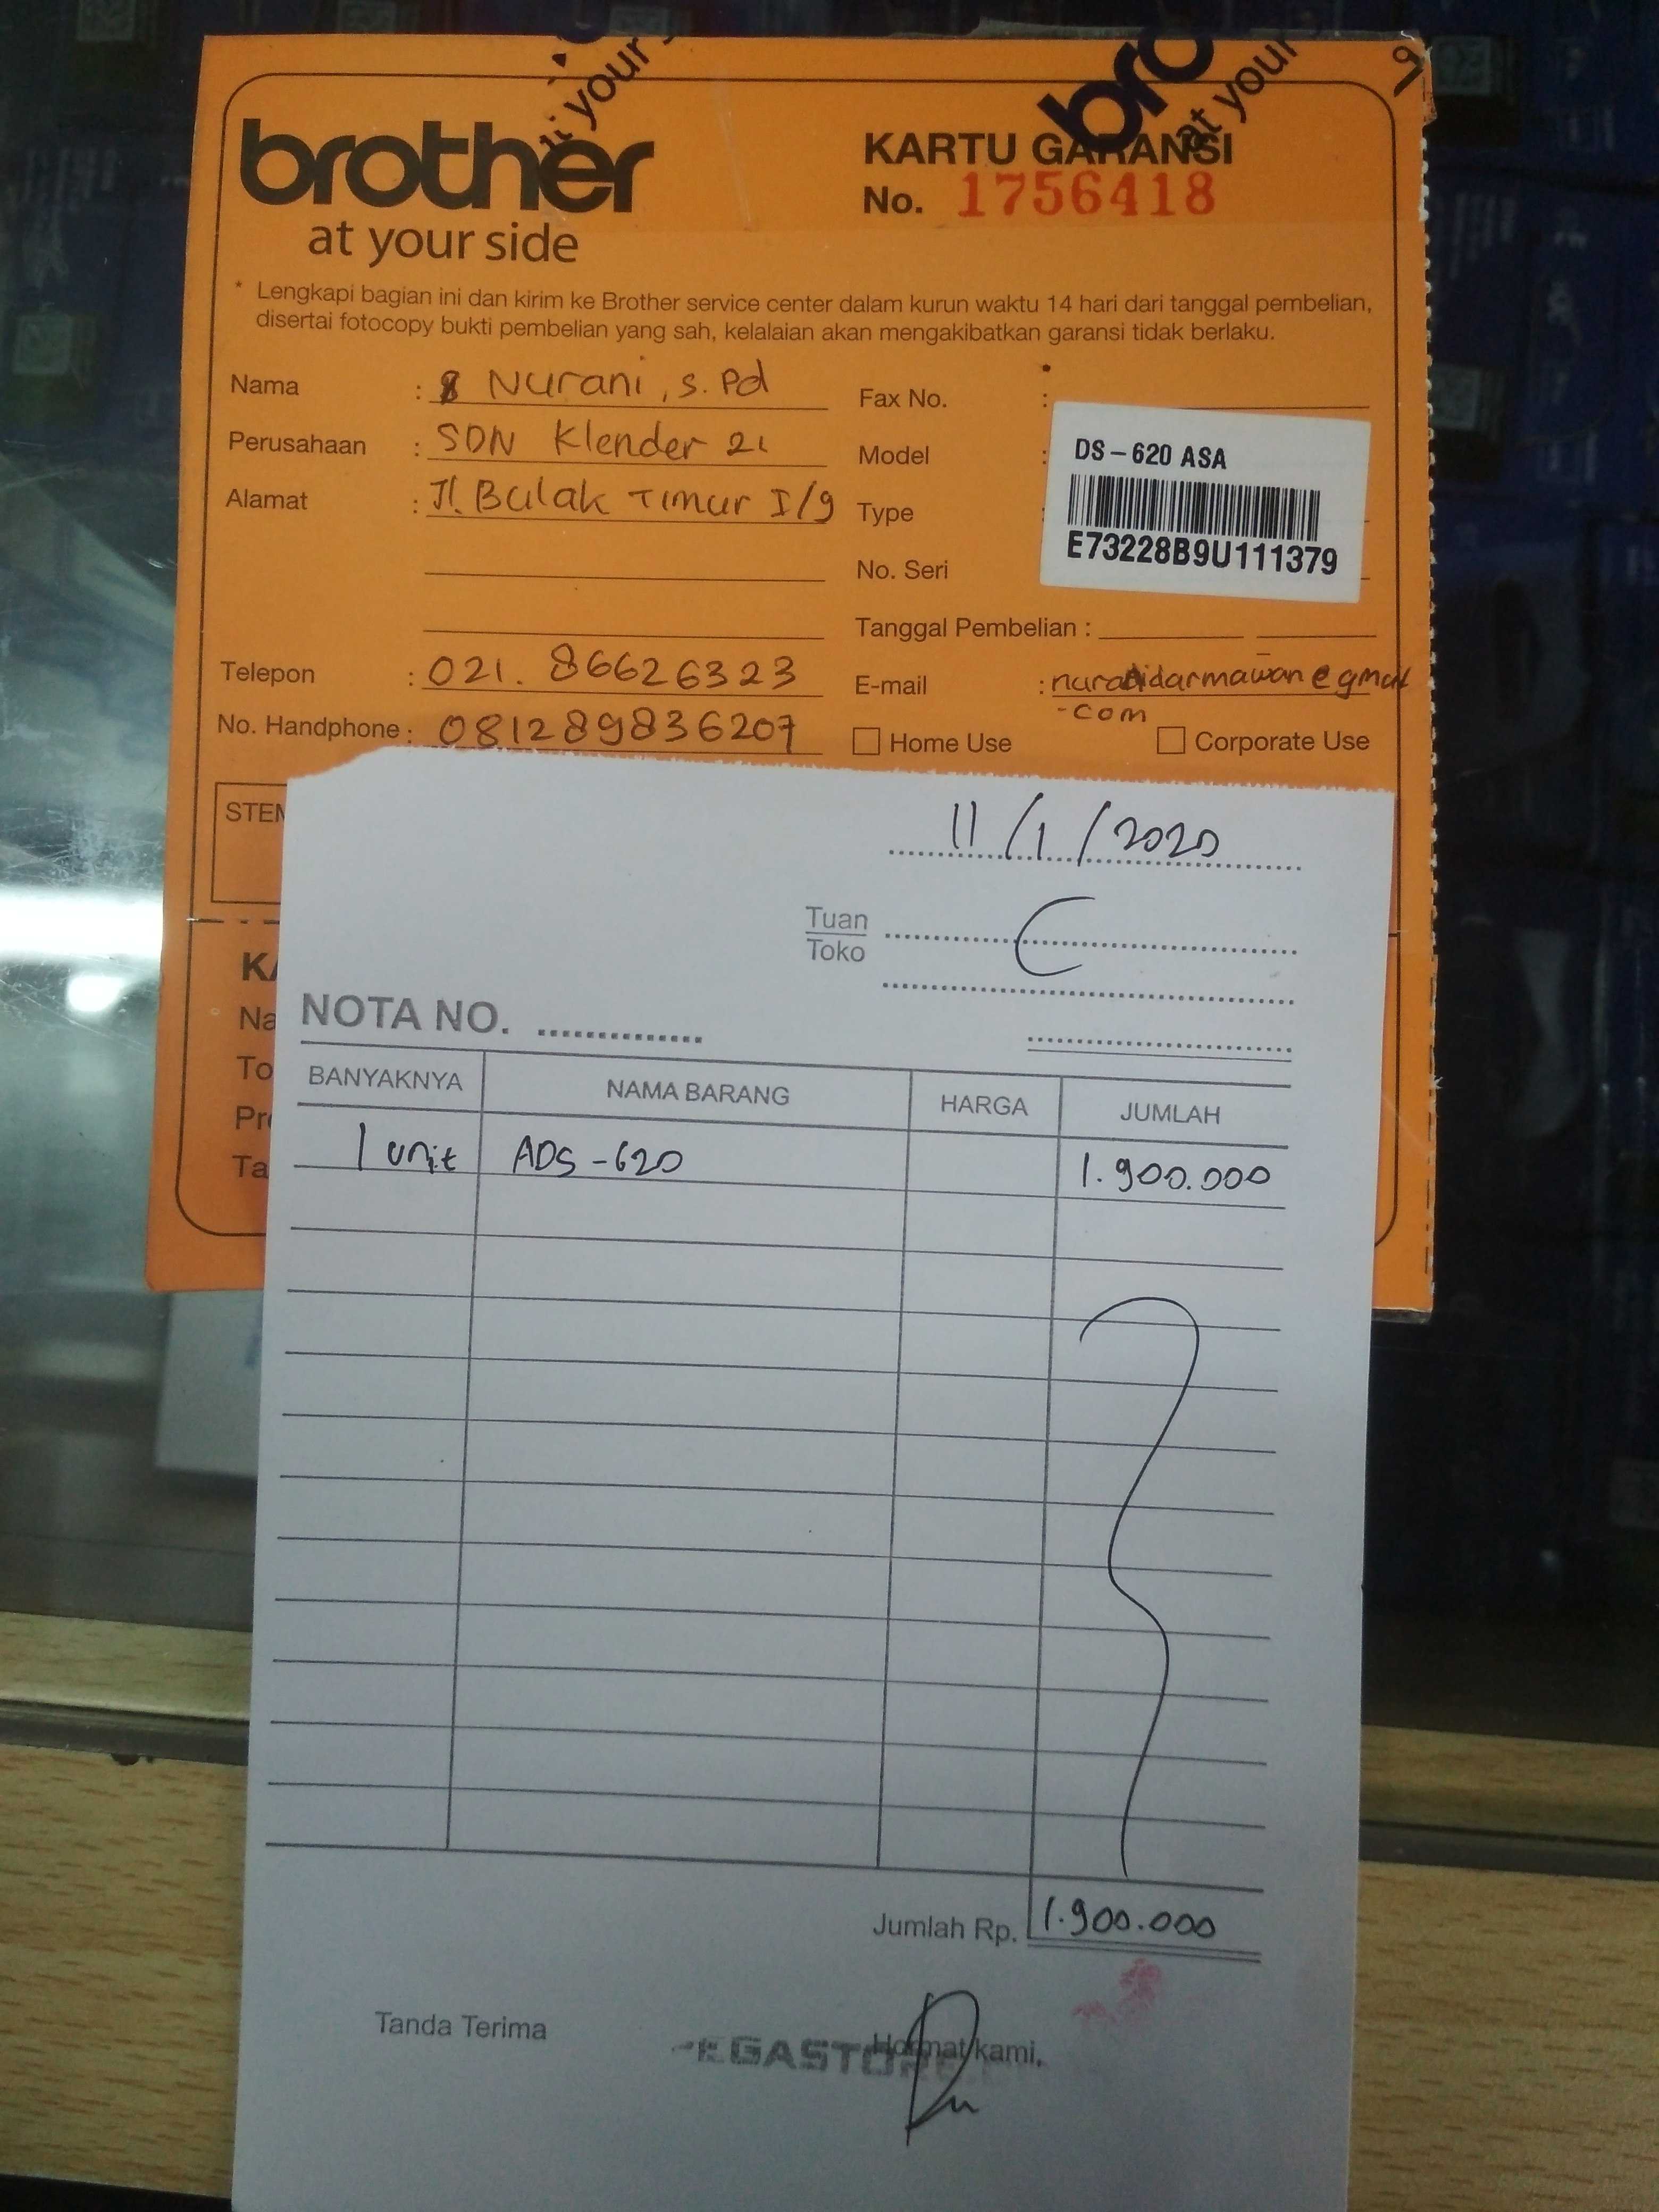 brother
at your side
KARTU GARANSI
No. 1756418
* Lengkapi bagian ini dan kirim ke Brother service center dalam kurun waktu 14 hari dari tanggal pembelian,
disertai fotocopy bukti pembelian yang sah, kelalaian akan mengakibatkan garansi tidak berlaku.
Nama : Nurani, S.Pd
Perusahaan : SDN Klender 21
Alamat : Jl. Bulak Timur I/9
Telepon : 021. 86626323
No. Handphone : 081289836207
Fax No. :
Model : DS-620 ASA
Type :
E73228B9U111379
No. Seri
Tanggal Pembelian :
E-mail : nuranidarmawan@gmail
.com
Home Use
Corporate Use
11/1/2020
Tuan
Toko
NOTA NO.
BANYAKNYA NAMA BARANG HARGA JUMLAH
1 unit ADS-620 1.900.000
Jumlah Rp. 1.900.000
Tanda Terima
Hormat kami,